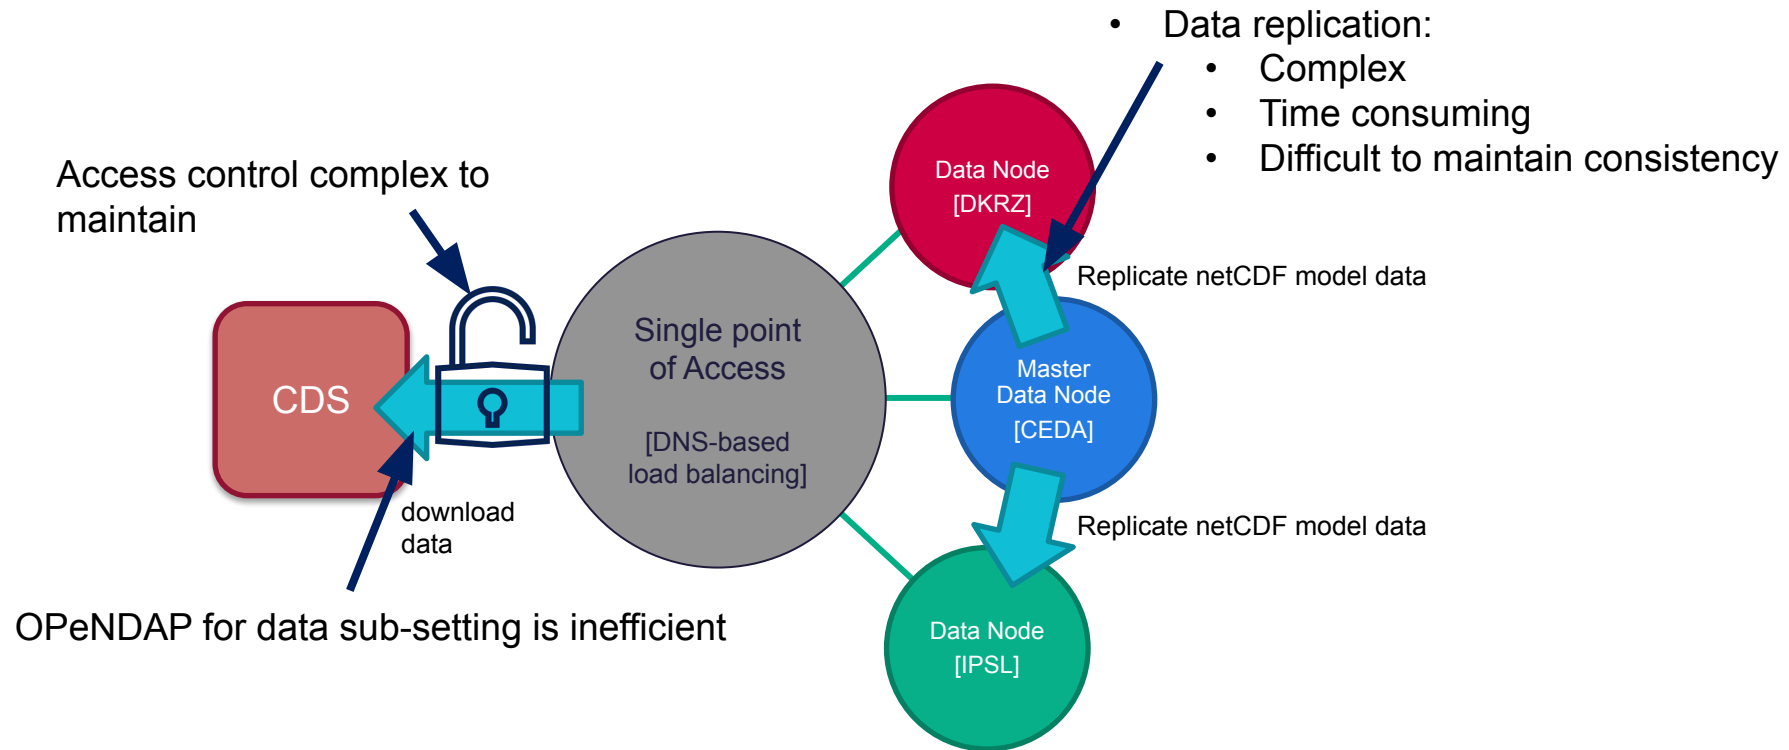 • Data replication:
• Complex
• Time consuming
• Difficult to maintain consistency
Access control complex to
maintain
Data Node
[DKRZ]
Replicate netCDF model data
Single point
of Access
[DNS-based
load balancing]
CDS
Master
Data Node
[CEDA]
download
data
Replicate netCDF model data
OPeNDAP for data sub-setting is inefficient
Data Node
[IPSL]